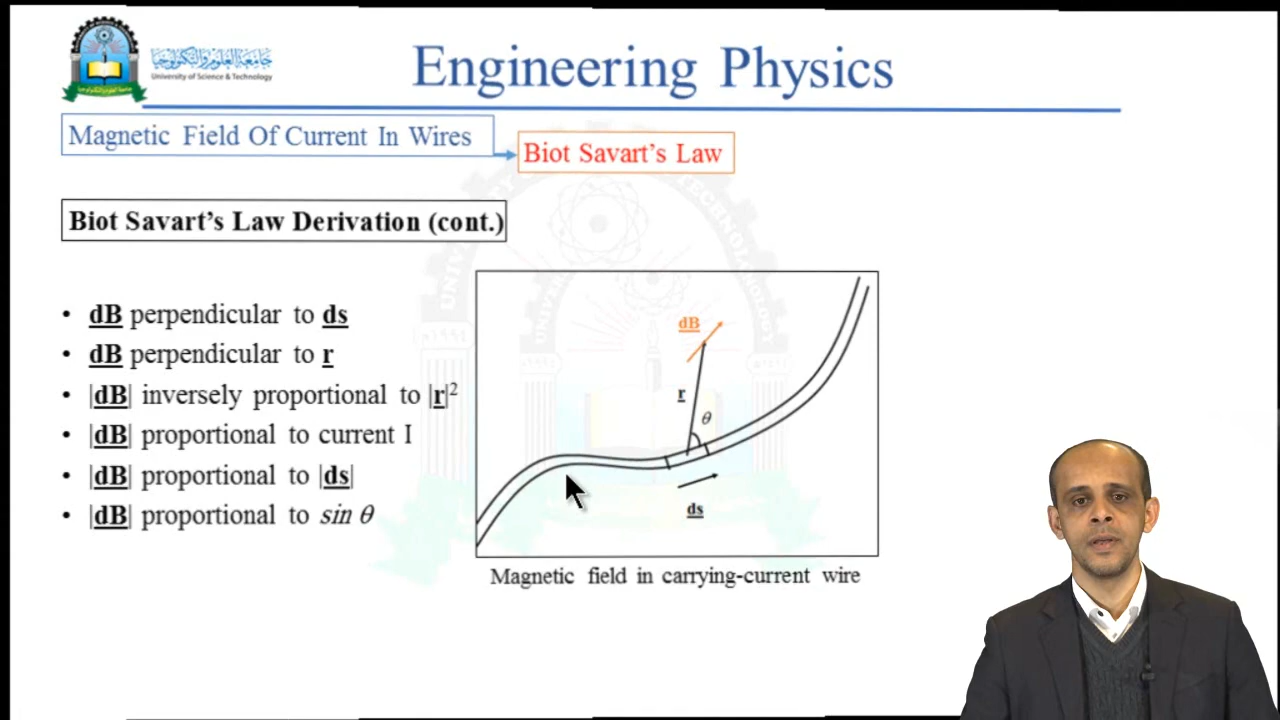 جامعة العلوم والتكنولوجيا
University of Science & Technology
Engineering Physics
Magnetic Field Of Current In Wires
Biot Savart’s Law
Biot Savart’s Law Derivation (cont.)
• dB perpendicular to ds
• dB perpendicular to r
• |dB| inversely proportional to |r|²
• |dB| proportional to current I
• |dB| proportional to |ds|
• |dB| proportional to sin θ
dB
r
θ
ds
Magnetic field in carrying-current wire